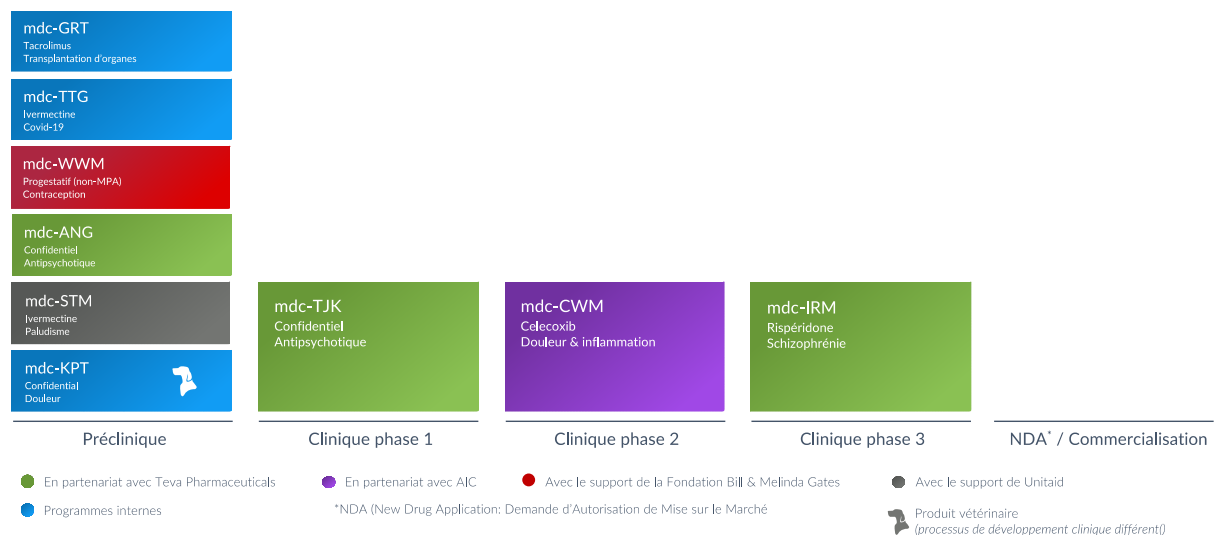 mdc-GRT
Tacrolimus
Transplantation d'organes
mdc-TTG
Ivermectine
Covid-19
mdc-WWM
Progestatif (non-MPA)
Contraception
mdc-ANG
Confidentiel
Antipsychotique
mdc-STM
Ivermectine
Paludisme
mdc-KPT
Confidential
Douleur
mdc-TJK
Confidentiel
Antipsychotique
mdc-CWM
Celecoxib
Douleur & inflammation
mdc-IRM
Rispéridone
Schizophrénie
Préclinique
Clinique phase 1
Clinique phase 2
Clinique phase 3
NDA* / Commercialisation
En partenariat avec Teva Pharmaceuticals
En partenariat avec AIC
Avec le support de la Fondation Bill & Melinda Gates
Avec le support de Unitaid
Programmes internes
*NDA (New Drug Application: Demande d'Autorisation de Mise sur le Marché
Produit vétérinaire
(processus de développement clinique différent()